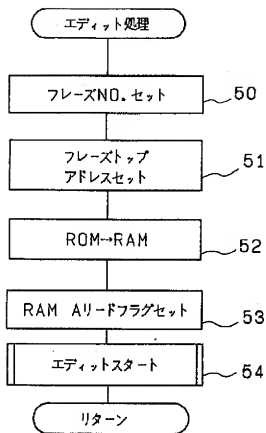 エディット処理
フレーズNO.セット
50
フレーズトップ
アドレスセット
51
ROM→RAM
52
RAM Aリードフラグセット
53
エディットスタート
54
リターン